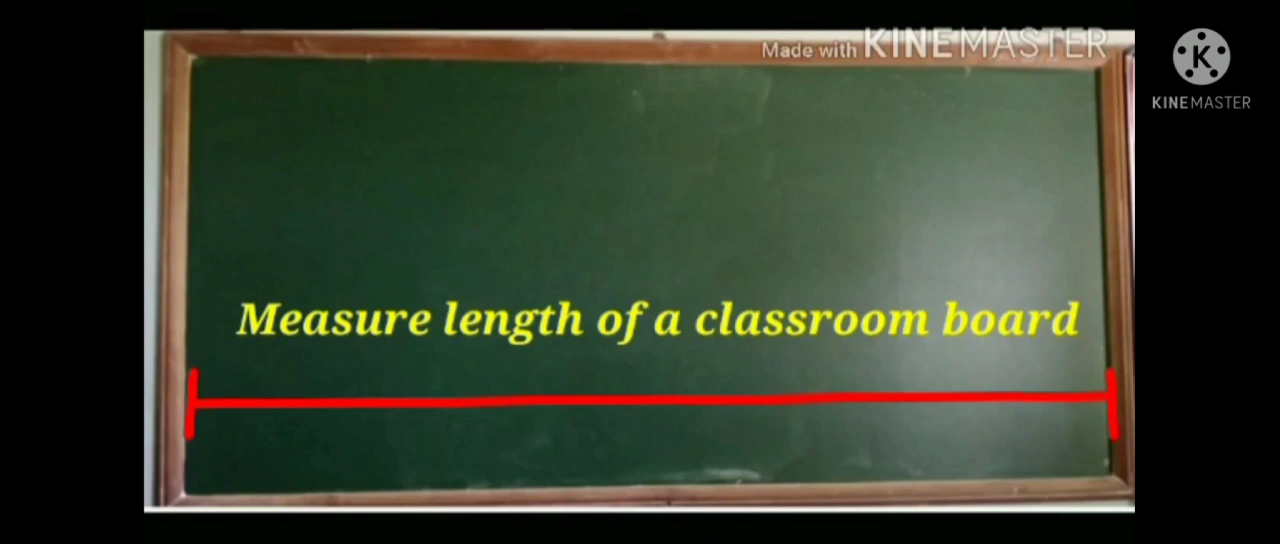 Made with KINEMASTER
K
KINEMASTER
Measure length of a classroom board